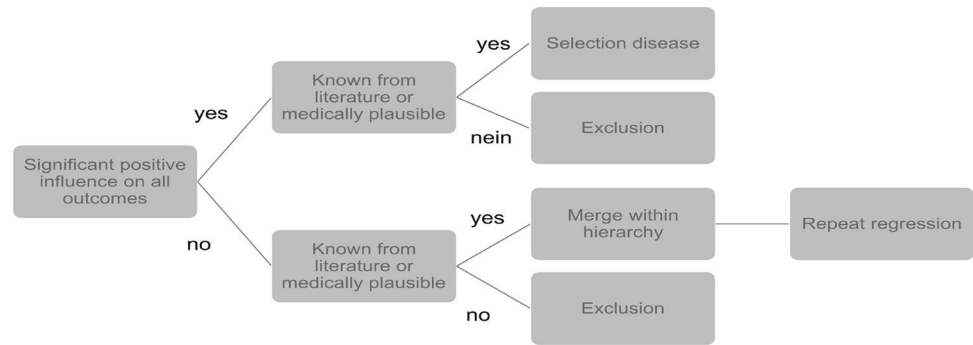 yes
Selection disease
Known from
literature or
medically plausible
yes
nein
Exclusion
Significant positive
influence on all
outcomes
no
yes
Merge within
hierarchy
Repeat regression
Known from
literature or
medically plausible
no
Exclusion